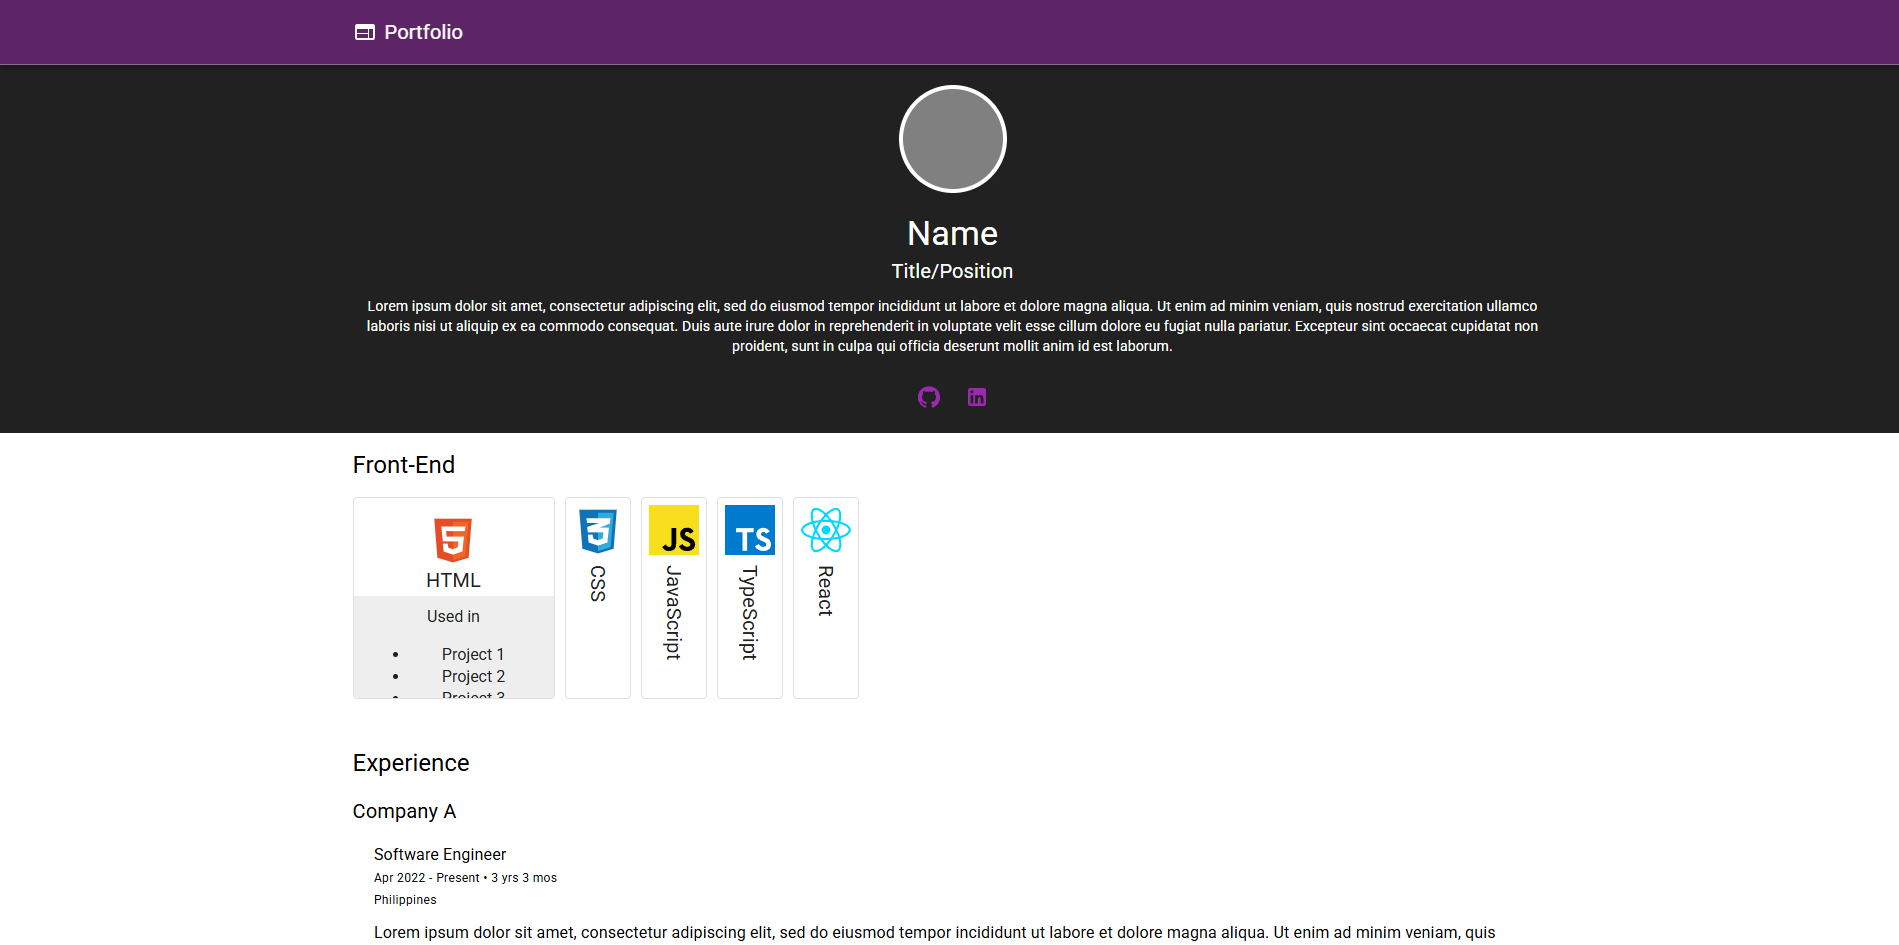 Portfolio
Name
Title/Position
Lorem ipsum dolor sit amet, consectetur adipiscing elit, sed do eiusmod tempor incididunt ut labore et dolore magna aliqua. Ut enim ad minim veniam, quis nostrud exercitation ullamco
laboris nisi ut aliquip ex ea commodo consequat. Duis aute irure dolor in reprehenderit in voluptate velit esse cillum dolore eu fugiat nulla pariatur. Excepteur sint occaecat cupidatat non
proident, sunt in culpa qui officia deserunt mollit anim id est laborum.
in
Front-End
5
HTML
Used in
• Project 1
• Project 2
• Project 3
3
CSS
JS
JavaScript
TS
TypeScript
React
Experience
Company A
Software Engineer
Apr 2022 - Present • 3 yrs 3 mos
Philippines
Lorem ipsum dolor sit amet, consectetur adipiscing elit, sed do eiusmod tempor incididunt ut labore et dolore magna aliqua. Ut enim ad minim veniam, quis